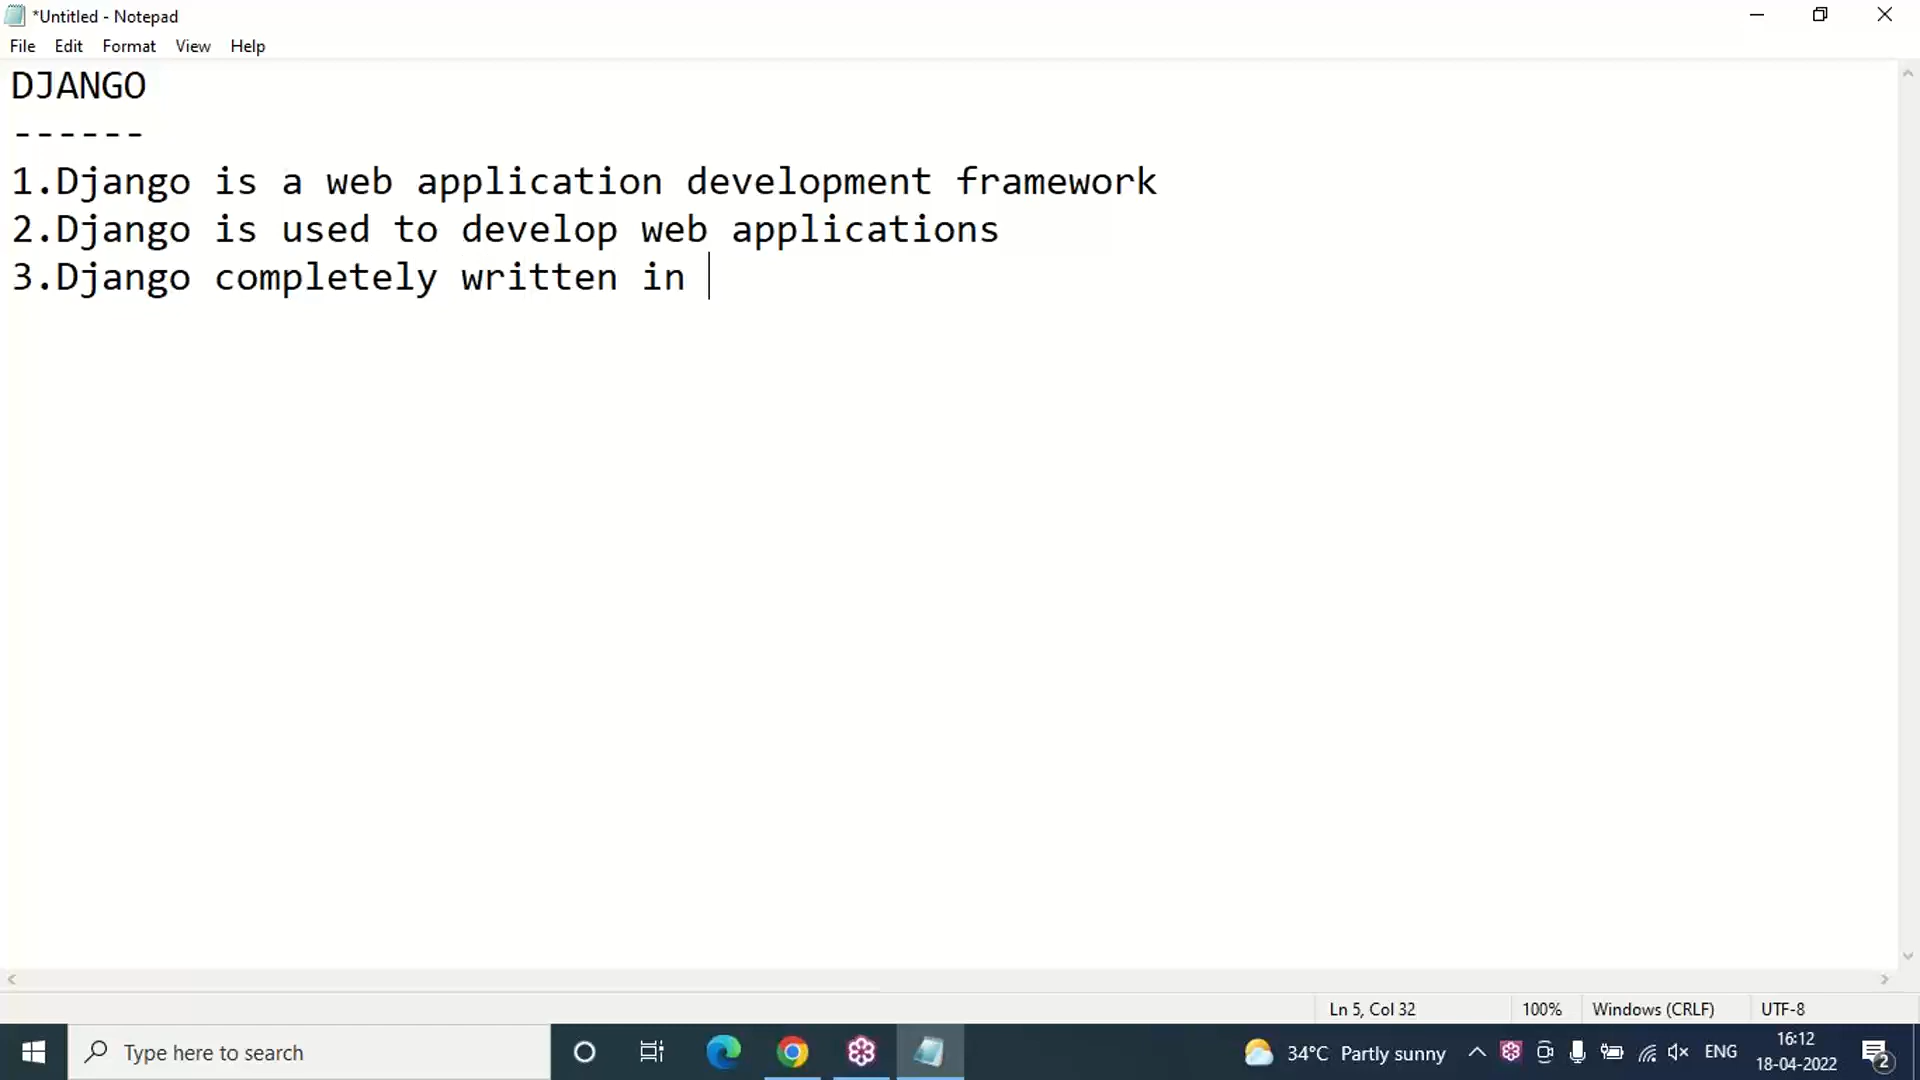 *Untitled - Notepad
File Edit Format View Help
DJANGO
------
1.Django is a web application development framework
2.Django is used to develop web applications
3.Django completely written in
Ln 5, Col 32 100% Windows (CRLF) UTF-8
Type here to search
34°C Partly sunny
ENG
16:12
18-04-2022
2